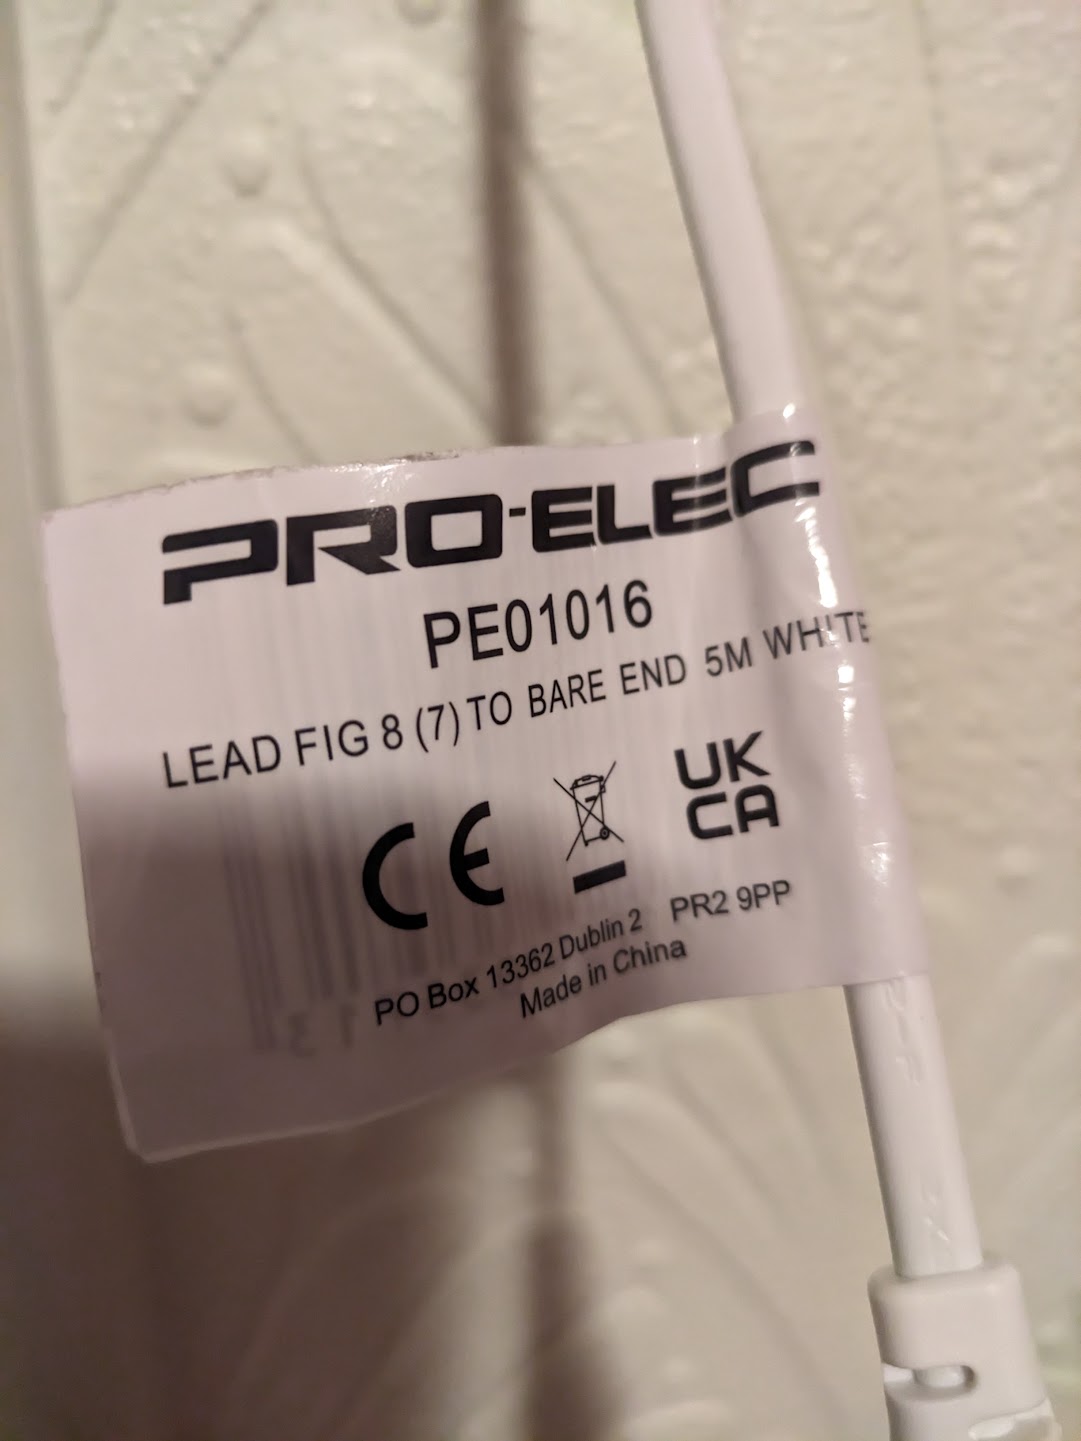 PRO-ELEC
PE01016
LEAD FIG 8 (7) TO BARE END 5M WHITE
CE
UK
CA
PO Box 13362 Dublin 2 PR2 9PP
Made in China